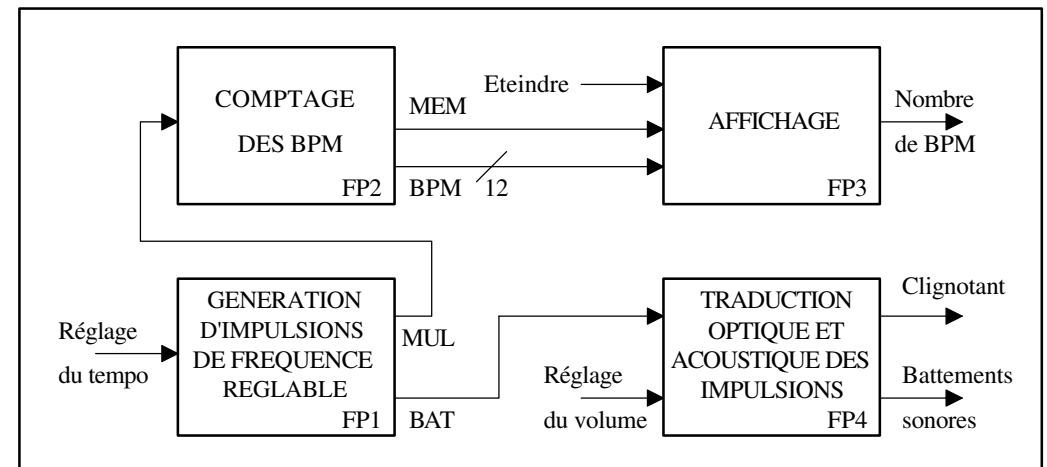 COMPTAGE
DES BPM
FP2
MEM
BPM 12
Eteindre
AFFICHAGE
FP3
Nombre
de BPM
Réglage
du tempo
GENERATION
D'IMPULSIONS
DE FREQUENCE
REGLABLE
FP1
MUL
BAT
Réglage
du volume
TRADUCTION
OPTIQUE ET
ACOUSTIQUE DES
IMPULSIONS
FP4
Clignotant
Battements
sonores